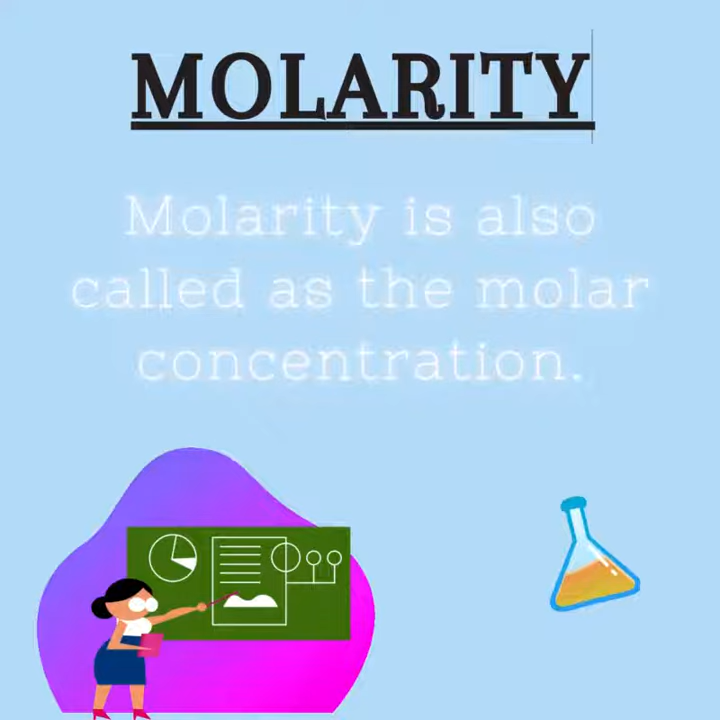 MOLARITY
Molarity is also
called as the molar
concentration.